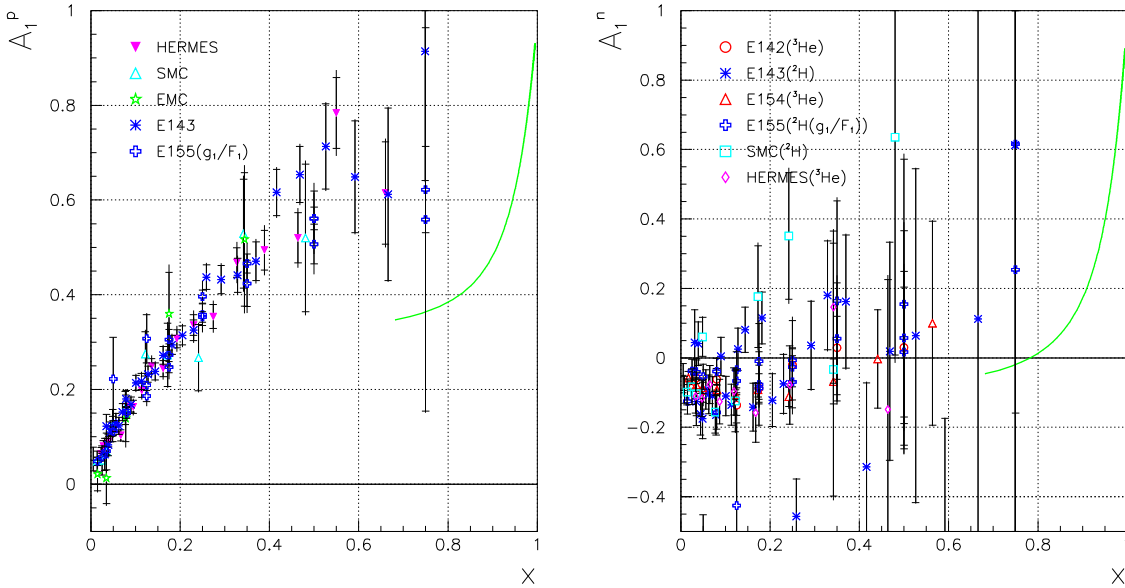 A₁ᵖ
1
0.8
0.6
0.4
0.2
0
0
0.2
0.4
0.6
0.8
1
X
HERMES
SMC
EMC
E143
E155(g₁/F₁)
A₁ⁿ
1
0.8
0.6
0.4
0.2
0
−0.2
−0.4
0
0.2
0.4
0.6
0.8
X
E142(³He)
E143(²H)
E154(³He)
E155(²H(g₁/F₁))
SMC(²H)
HERMES(³He)